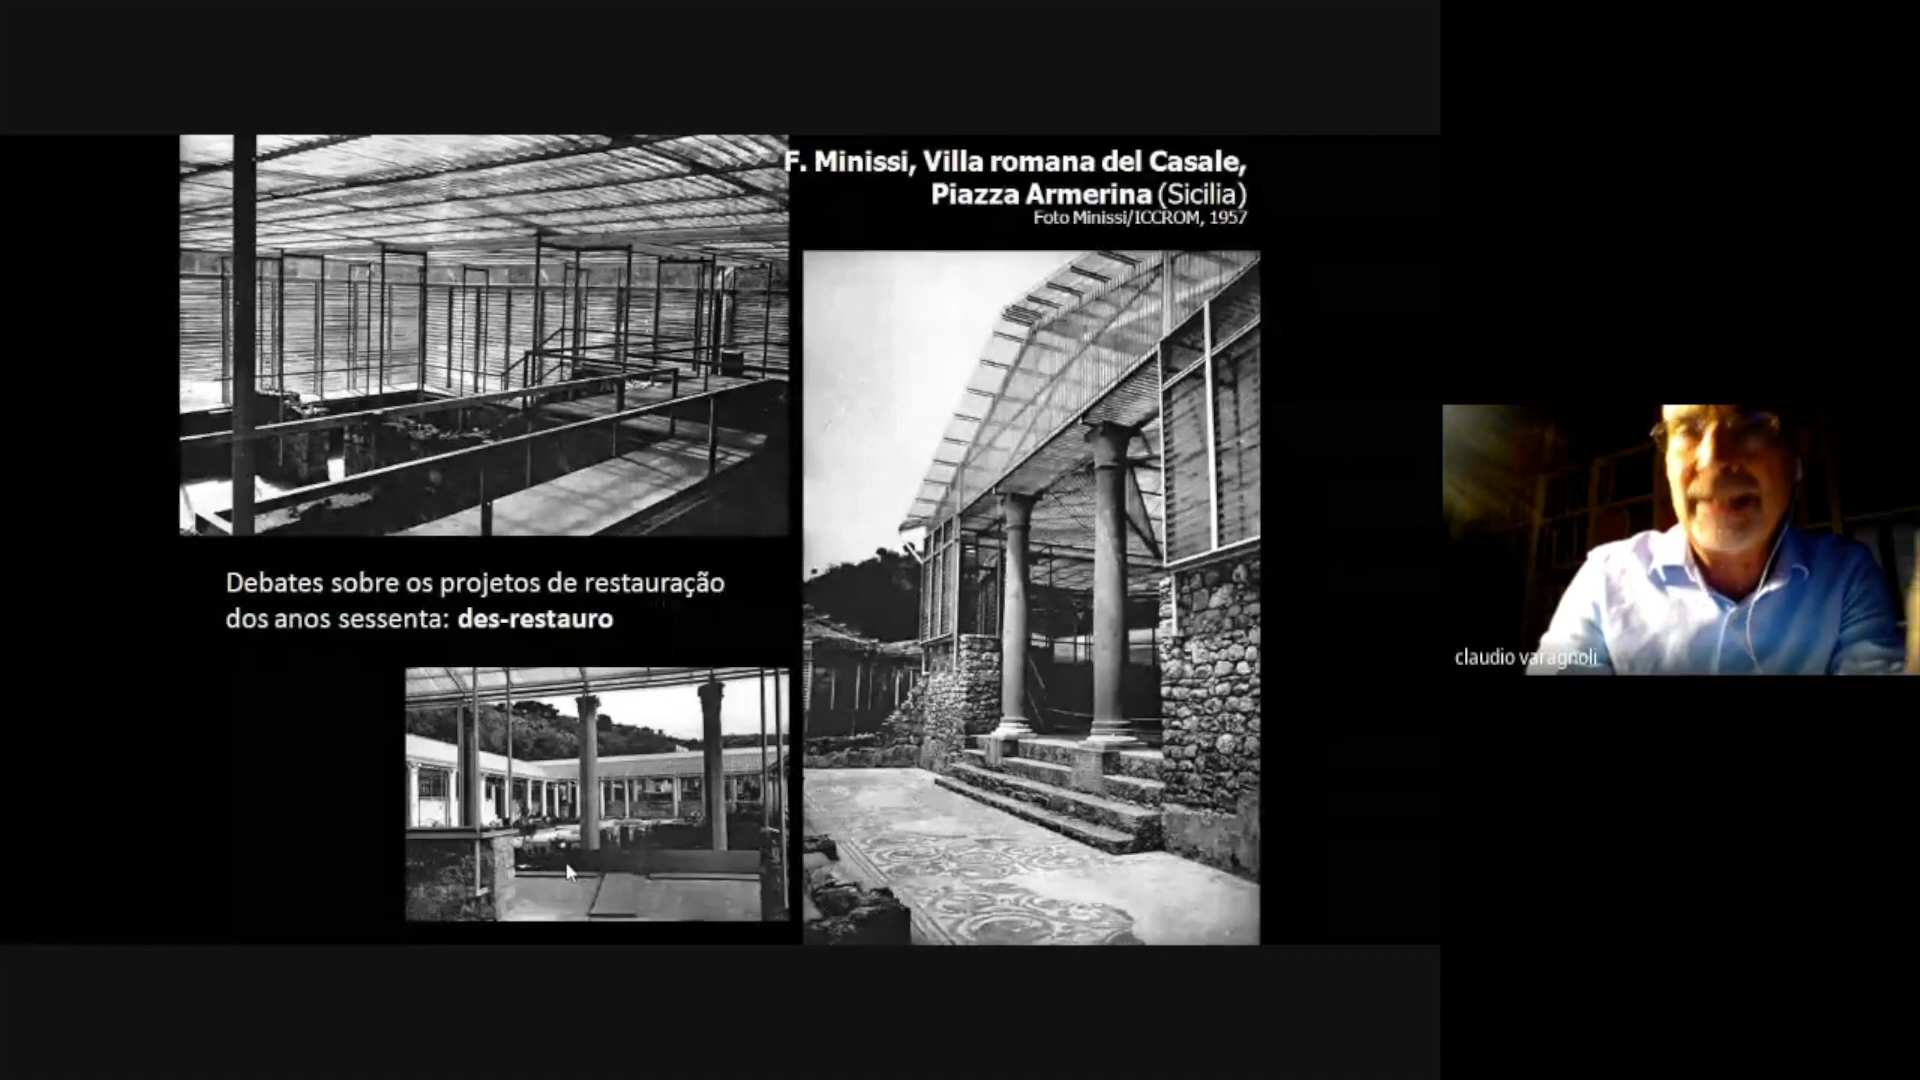 F. Minissi, Villa romana del Casale,
Piazza Armerina (Sicilia)
Foto Minissi/ICCROM, 1957
Debates sobre os projetos de restauração
dos anos sessenta: des-restauro
claudio varagnoli